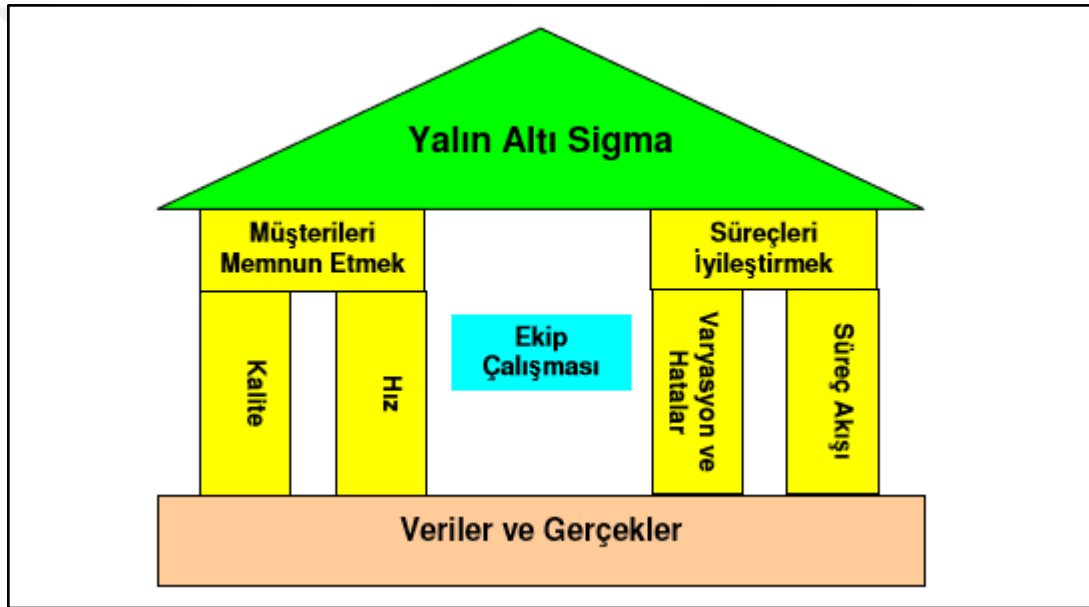 Yalın Altı Sigma
Müşterileri
Memnun Etmek
Süreçleri
İyileştirmek
Kalite
Hız
Ekip
Çalışması
Varyasyon ve
Hatalar
Süreç Akışı
Veriler ve Gerçekler